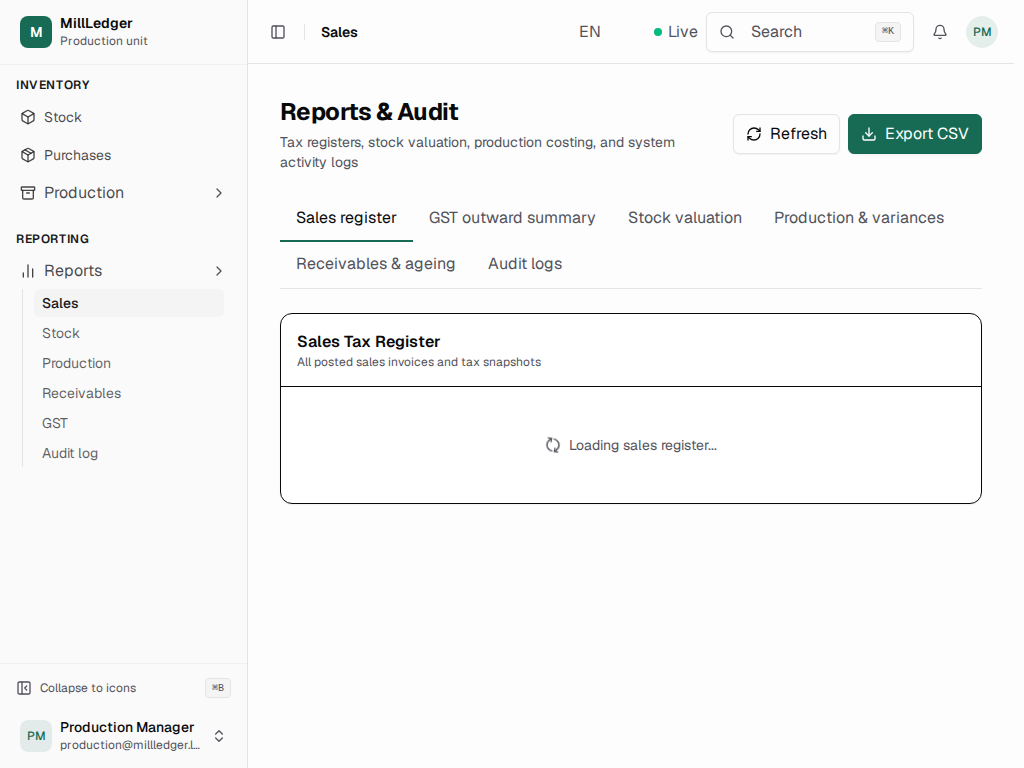 M
MillLedger
Production unit
INVENTORY
Stock
Purchases
Production
REPORTING
Reports
Sales
Stock
Production
Receivables
GST
Audit log
Collapse to icons
⌘B
PM
Production Manager
production@millledger.l...
Sales
EN
Live
Search
⌘K
PM
Reports & Audit
Tax registers, stock valuation, production costing, and system
activity logs
Refresh
Export CSV
Sales register
GST outward summary
Stock valuation
Production & variances
Receivables & ageing
Audit logs
Sales Tax Register
All posted sales invoices and tax snapshots
Loading sales register...